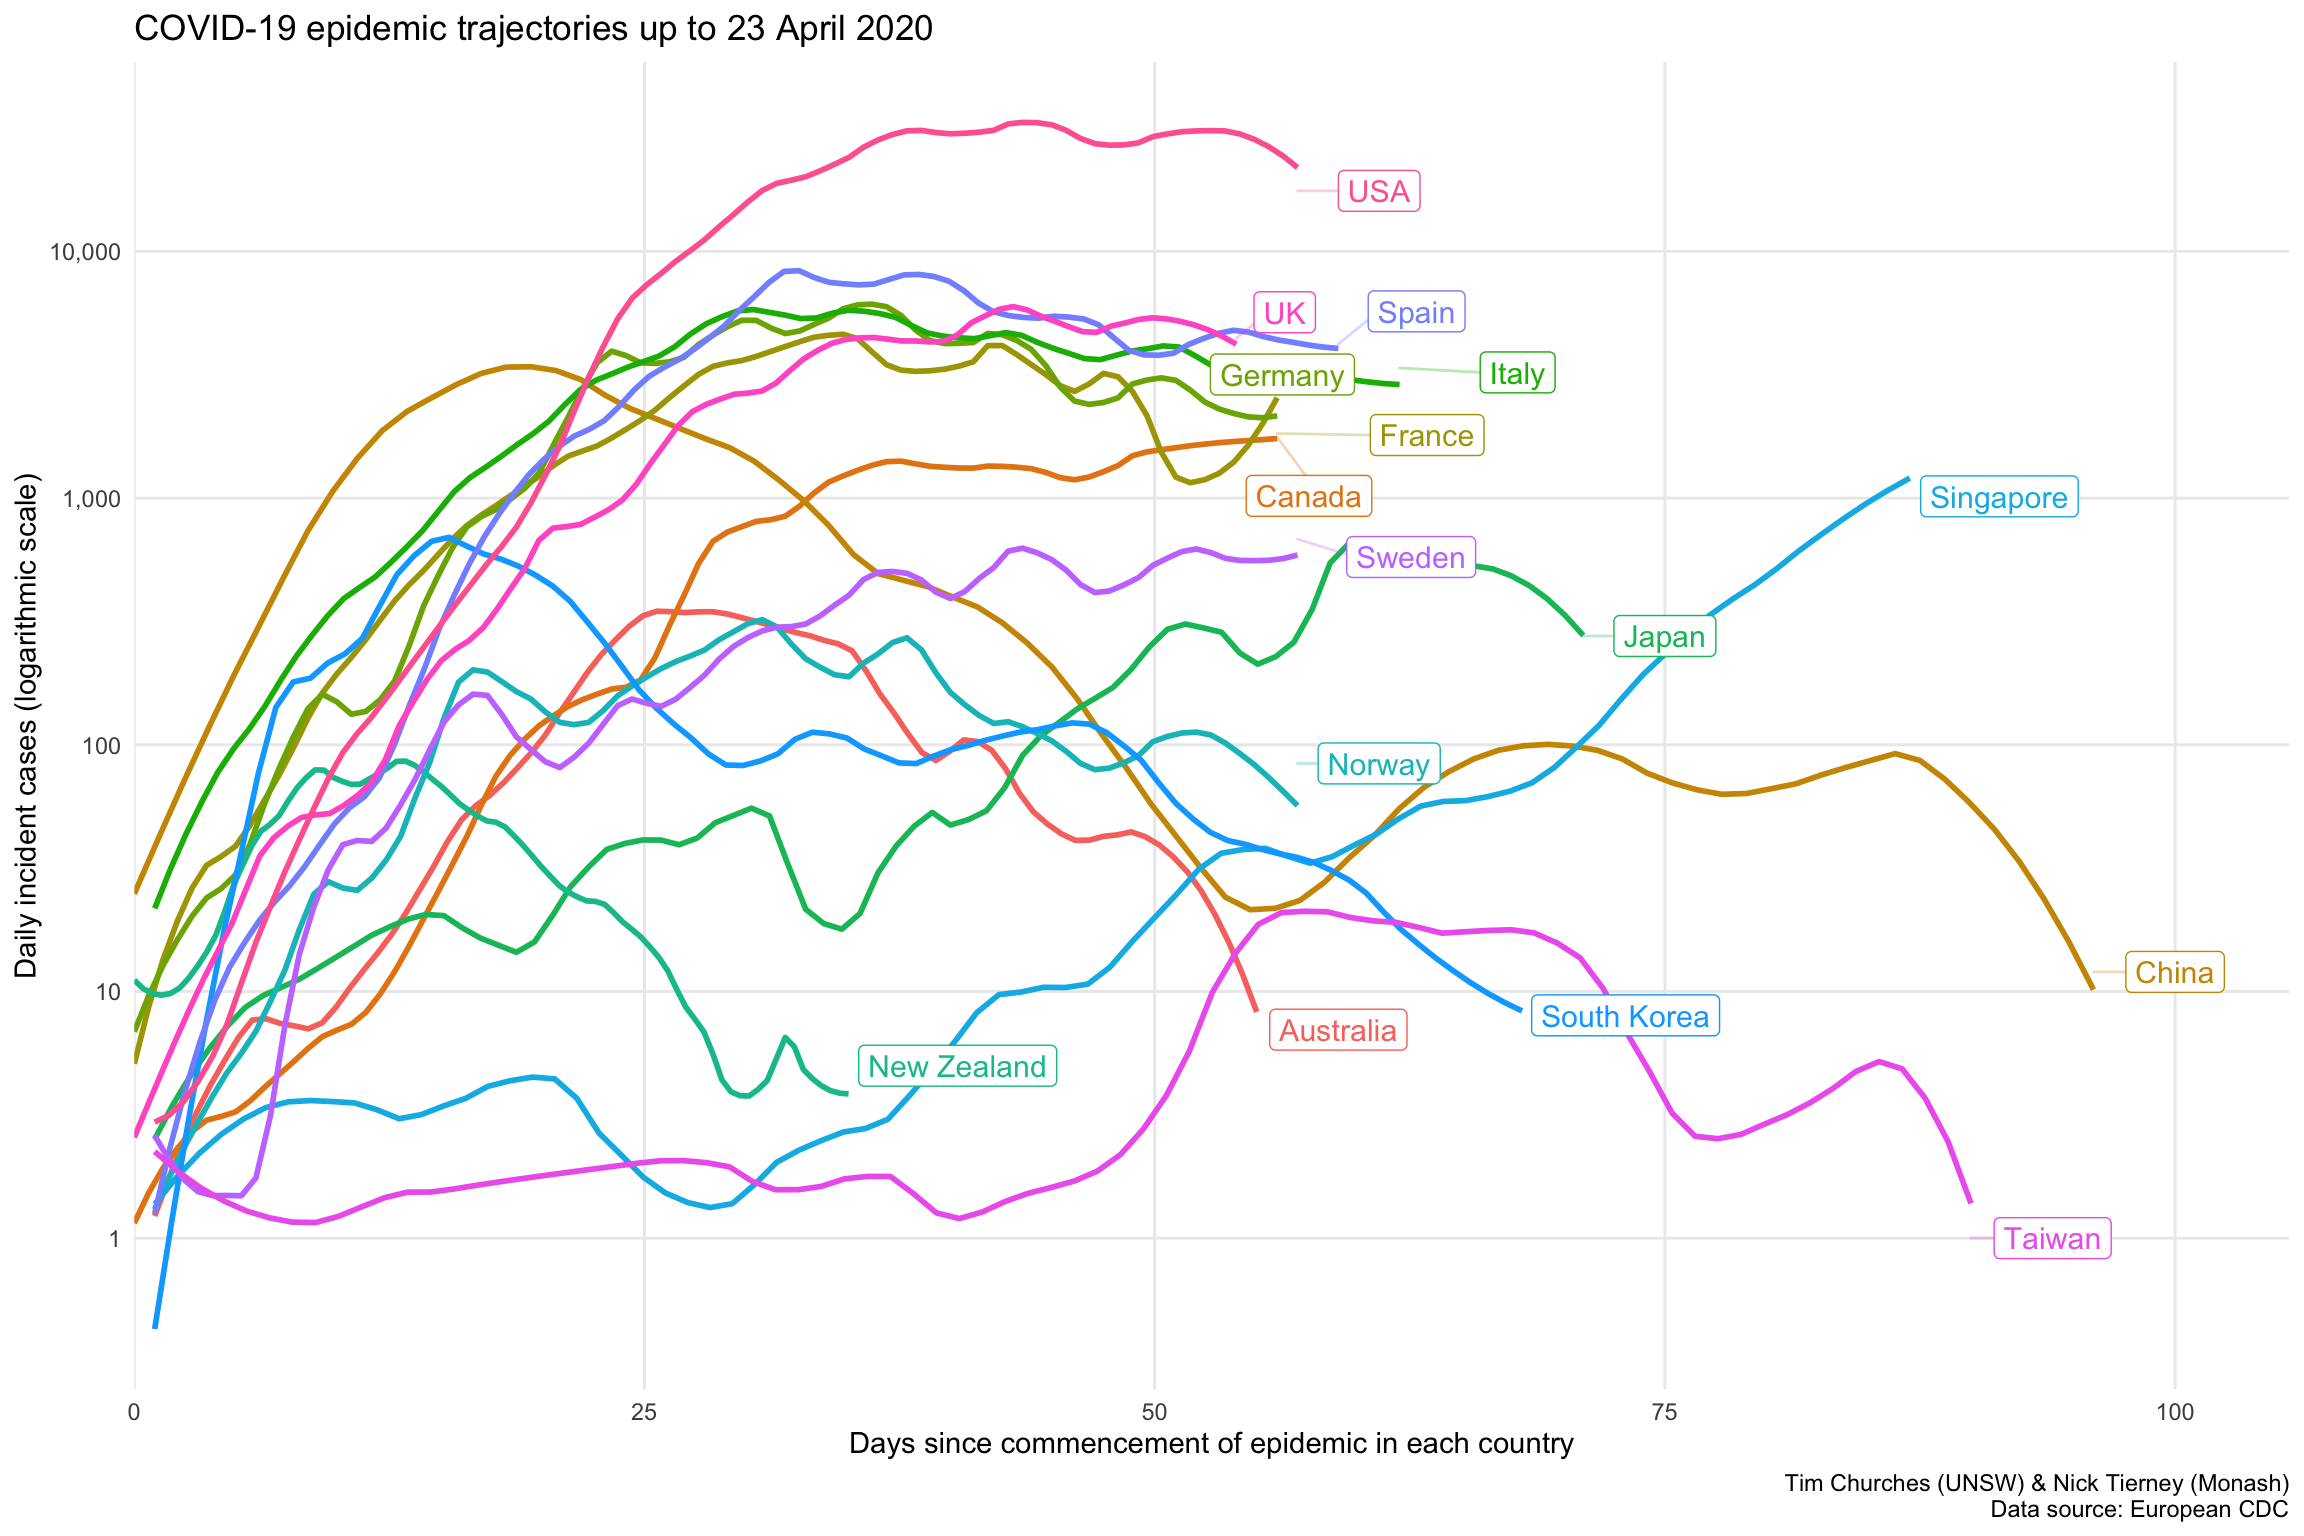 COVID-19 epidemic trajectories up to 23 April 2020
Daily incident cases (logarithmic scale)
10,000
1,000
100
10
1
USA
UK
Spain
Germany
Italy
France
Canada
Singapore
Sweden
Japan
Norway
China
South Korea
Australia
New Zealand
Taiwan
0
25
50
75
100
Days since commencement of epidemic in each country
Tim Churches (UNSW) & Nick Tierney (Monash)
Data source: European CDC